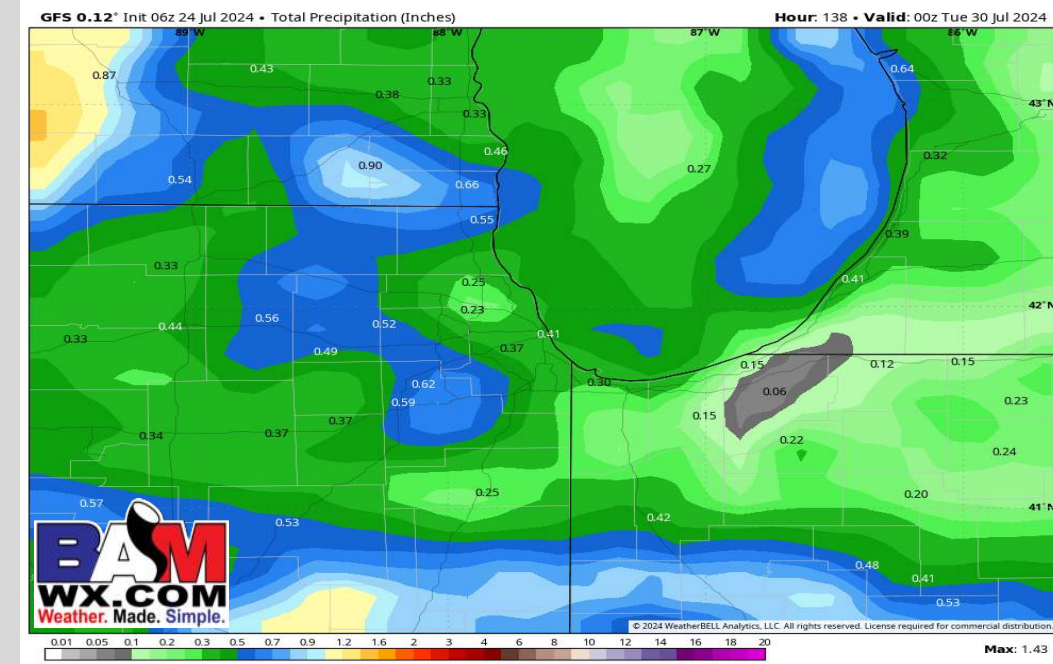 GFS 0.12° Init 06z 24 Jul 2024 • Total Precipitation (Inches)
Hour: 138 • Valid: 00z Tue 30 Jul 2024
89°W 88°W 87°W 86°W
0.87 0.43 0.33 0.38 0.33 0.64
43°N
0.46 0.90 0.27 0.32
0.54 0.66
0.55
0.39
0.33 0.25 0.41
0.23
42°N
0.56 0.52
0.44 0.41
0.33 0.49 0.37
0.15 0.12 0.15
0.62 0.30 0.06
0.59 0.23
0.37 0.15
0.34 0.37 0.22
0.24
0.25 0.20
0.57 41°N
0.53 0.42
0.48
0.41
0.53
BAM
WX.COM
Weather. Made. Simple.
© 2024 WeatherBELL Analytics, LLC. All rights reserved. License required for commercial distribution.
0.01 0.05 0.1 0.2 0.3 0.5 0.7 0.9 1.2 1.6 2 3 4 5 6 8 10 12 14 16 18 20
Max: 1.43